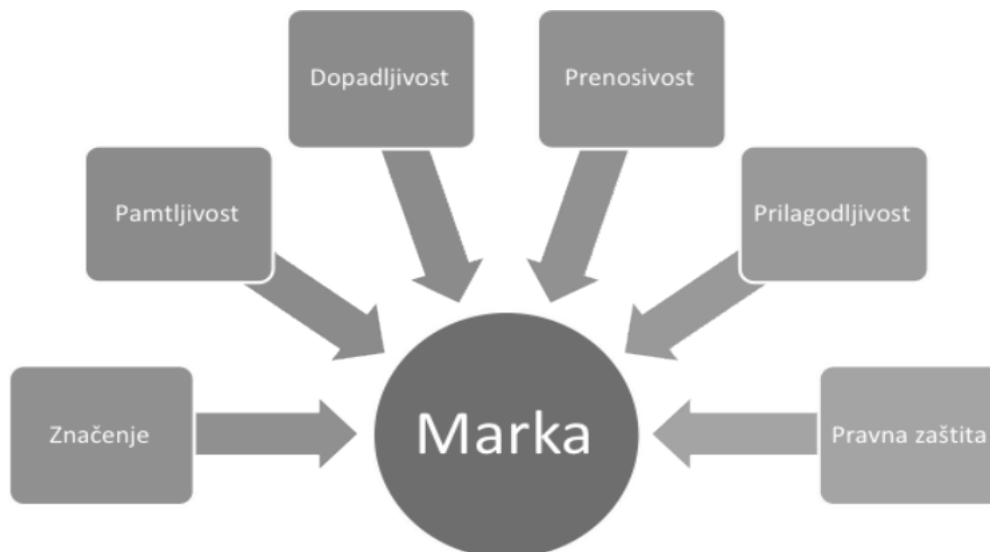 Dopadljivost
Prenosivost
Pamtljivost
Prilagodljivost
Značenje
Marka
Pravna zaštita